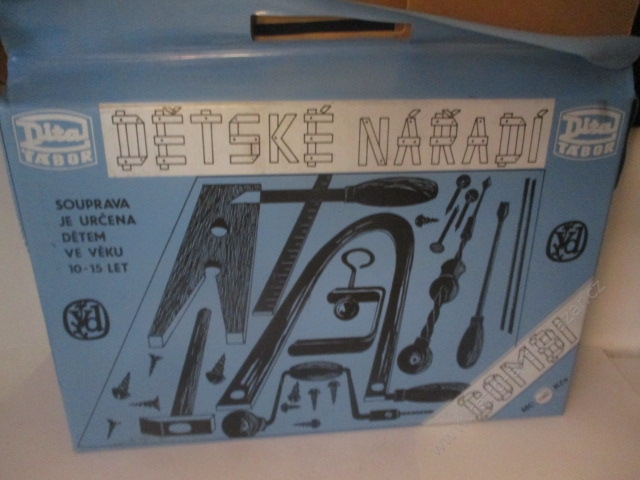 DĚTSKÉ NÁŘADÍ
Dita
TÁBOR
Dita
TÁBOR
SOUPRAVA
JE URČENA
DĚTEM
VE VĚKU
10-15 LET
KOMBI